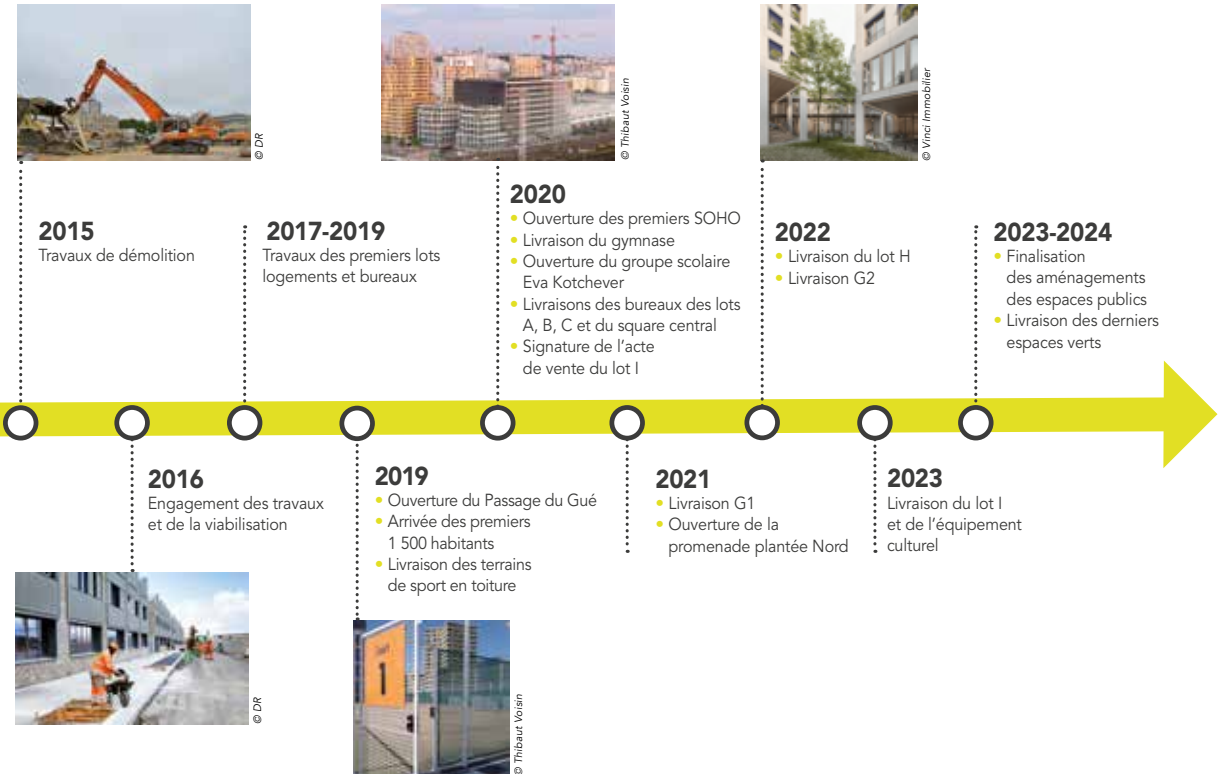 © DR
© Thibaut Voisin
© Vinci Immobilier
2015
Travaux de démolition
2017-2019
Travaux des premiers lots
logements et bureaux
2020
• Ouverture des premiers SOHO
• Livraison du gymnase
• Ouverture du groupe scolaire
Eva Kotchever
• Livraisons des bureaux des lots
A, B, C et du square central
• Signature de l'acte
de vente du lot I
2022
• Livraison du lot H
• Livraison G2
2023-2024
• Finalisation
des aménagements
des espaces publics
• Livraison des derniers
espaces verts
2016
Engagement des travaux
et de la viabilisation
2019
• Ouverture du Passage du Gué
• Arrivée des premiers
1 500 habitants
• Livraison des terrains
de sport en toiture
2021
• Livraison G1
• Ouverture de la
promenade plantée Nord
2023
Livraison du lot I
et de l'équipement
culturel
© DR
1
© Thibaut Voisin